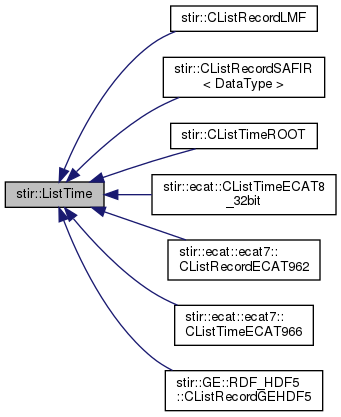 stir::CListRecordLMF
stir::CListRecordSAFIR
< DataType >
stir::CListTimeROOT
stir::ListTime
stir::ecat::CListTimeECAT8
_32bit
stir::ecat::ecat7::
CListRecordECAT962
stir::ecat::ecat7::
CListTimeECAT966
stir::GE::RDF_HDF5
::CListRecordGEHDF5